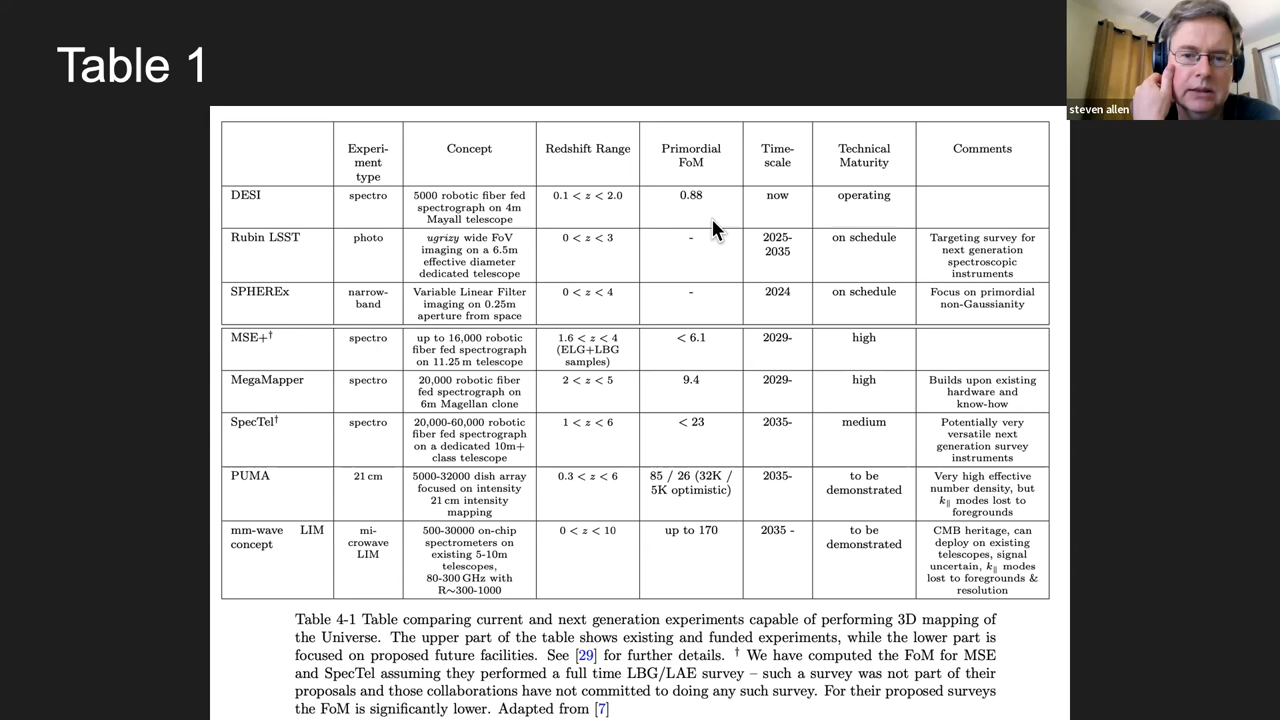 Table 1
steven allen
Experi-
ment
type
Concept
Redshift Range
Primordial
FoM
Time-
scale
Technical
Maturity
Comments
DESI
spectro
5000 robotic fiber fed
spectrograph on 4m
Mayall telescope
0.1 < z < 2.0
0.88
now
operating
Rubin LSST
photo
ugrizy wide FoV
imaging on a 6.5m
effective diameter
dedicated telescope
0 < z < 3
-
2025-
2035
on schedule
Targeting survey for
next generation
spectroscopic
instruments
SPHEREx
narrow-
band
Variable Linear Filter
imaging on 0.25m
aperture from space
0 < z < 4
-
2024
on schedule
Focus on primordial
non-Gaussianity
MSE+†
spectro
up to 16,000 robotic
fiber fed spectrograph
on 11.25 m telescope
1.6 < z < 4
(ELG+LBG
samples)
< 6.1
2029-
high
MegaMapper
spectro
20,000 robotic fiber
fed spectrograph on
6m Magellan clone
2 < z < 5
9.4
2029-
high
Builds upon existing
hardware and
know-how
SpecTel†
spectro
20,000-60,000 robotic
fiber fed spectrograph
on a dedicated 10m+
class telescope
1 < z < 6
< 23
2035-
medium
Potentially very
versatile next
generation survey
instruments
PUMA
21 cm
5000-32000 dish array
focused on intensity
21 cm intensity
mapping
0.3 < z < 6
85 / 26 (32K /
5K optimistic)
2035-
to be
demonstrated
Very high effective
number density, but
k∥ modes lost to
foregrounds
mm-wave LIM
concept
mi-
crowave
LIM
500-30000 on-chip
spectrometers on
existing 5-10m
telescopes,
80-300 GHz with
R∼300-1000
0 < z < 10
up to 170
2035 -
to be
demonstrated
CMB heritage, can
deploy on existing
telescopes, signal
uncertain, k∥ modes
lost to foregrounds &
resolution
Table 4-1 Table comparing current and next generation experiments capable of performing 3D mapping of
the Universe. The upper part of the table shows existing and funded experiments, while the lower part is
focused on proposed future facilities. See [29] for further details. † We have computed the FoM for MSE
and SpecTel assuming they performed a full time LBG/LAE survey – such a survey was not part of their
proposals and those collaborations have not committed to doing any such survey. For their proposed surveys
the FoM is significantly lower. Adapted from [7]